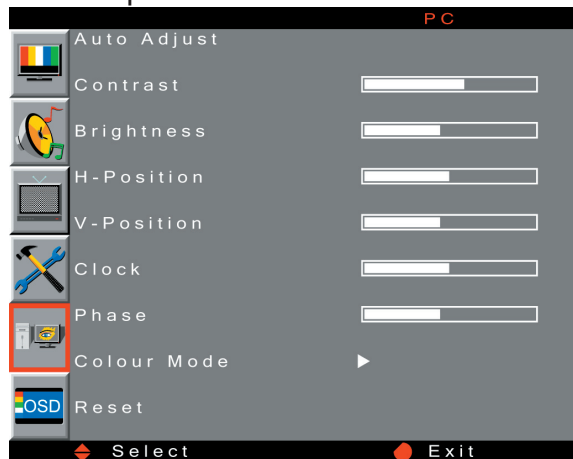 PC
Auto Adjust
Contrast
Brightness
H-Position
V-Position
Clock
Phase
Colour Mode
OSD Reset
Select Exit